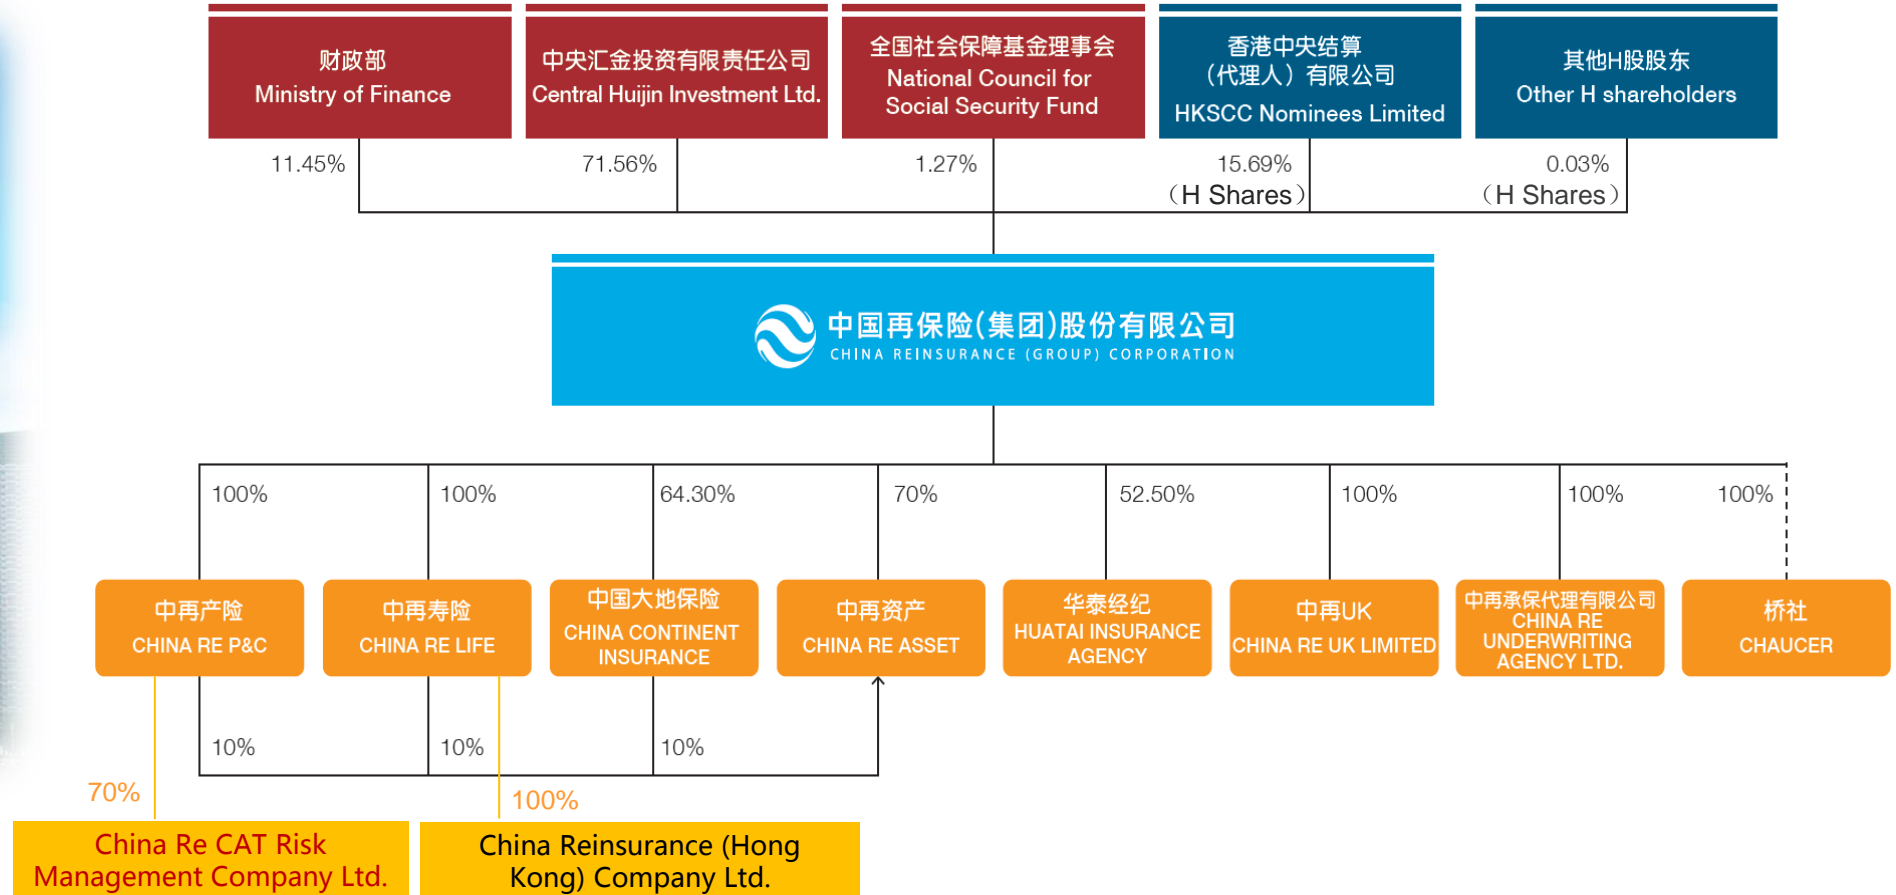 财政部
Ministry of Finance
中央汇金投资有限责任公司
Central Huijin Investment Ltd.
全国社会保障基金理事会
National Council for
Social Security Fund
香港中央结算
（代理人）有限公司
HKSCC Nominees Limited
其他H股股东
Other H shareholders
11.45%
71.56%
1.27%
15.69%
（H Shares）
0.03%
（H Shares）
中国再保险(集团)股份有限公司
CHINA REINSURANCE (GROUP) CORPORATION
100%
100%
64.30%
70%
52.50%
100%
100%
100%
中再产险
CHINA RE P&C
中再寿险
CHINA RE LIFE
中国大地保险
CHINA CONTINENT
INSURANCE
中再资产
CHINA RE ASSET
华泰经纪
HUATAI INSURANCE
AGENCY
中再UK
CHINA RE UK LIMITED
中再承保代理有限公司
CHINA RE
UNDERWRITING
AGENCY LTD.
桥社
CHAUCER
10%
10%
10%
70%
100%
China Re CAT Risk
Management Company Ltd.
China Reinsurance (Hong
Kong) Company Ltd.